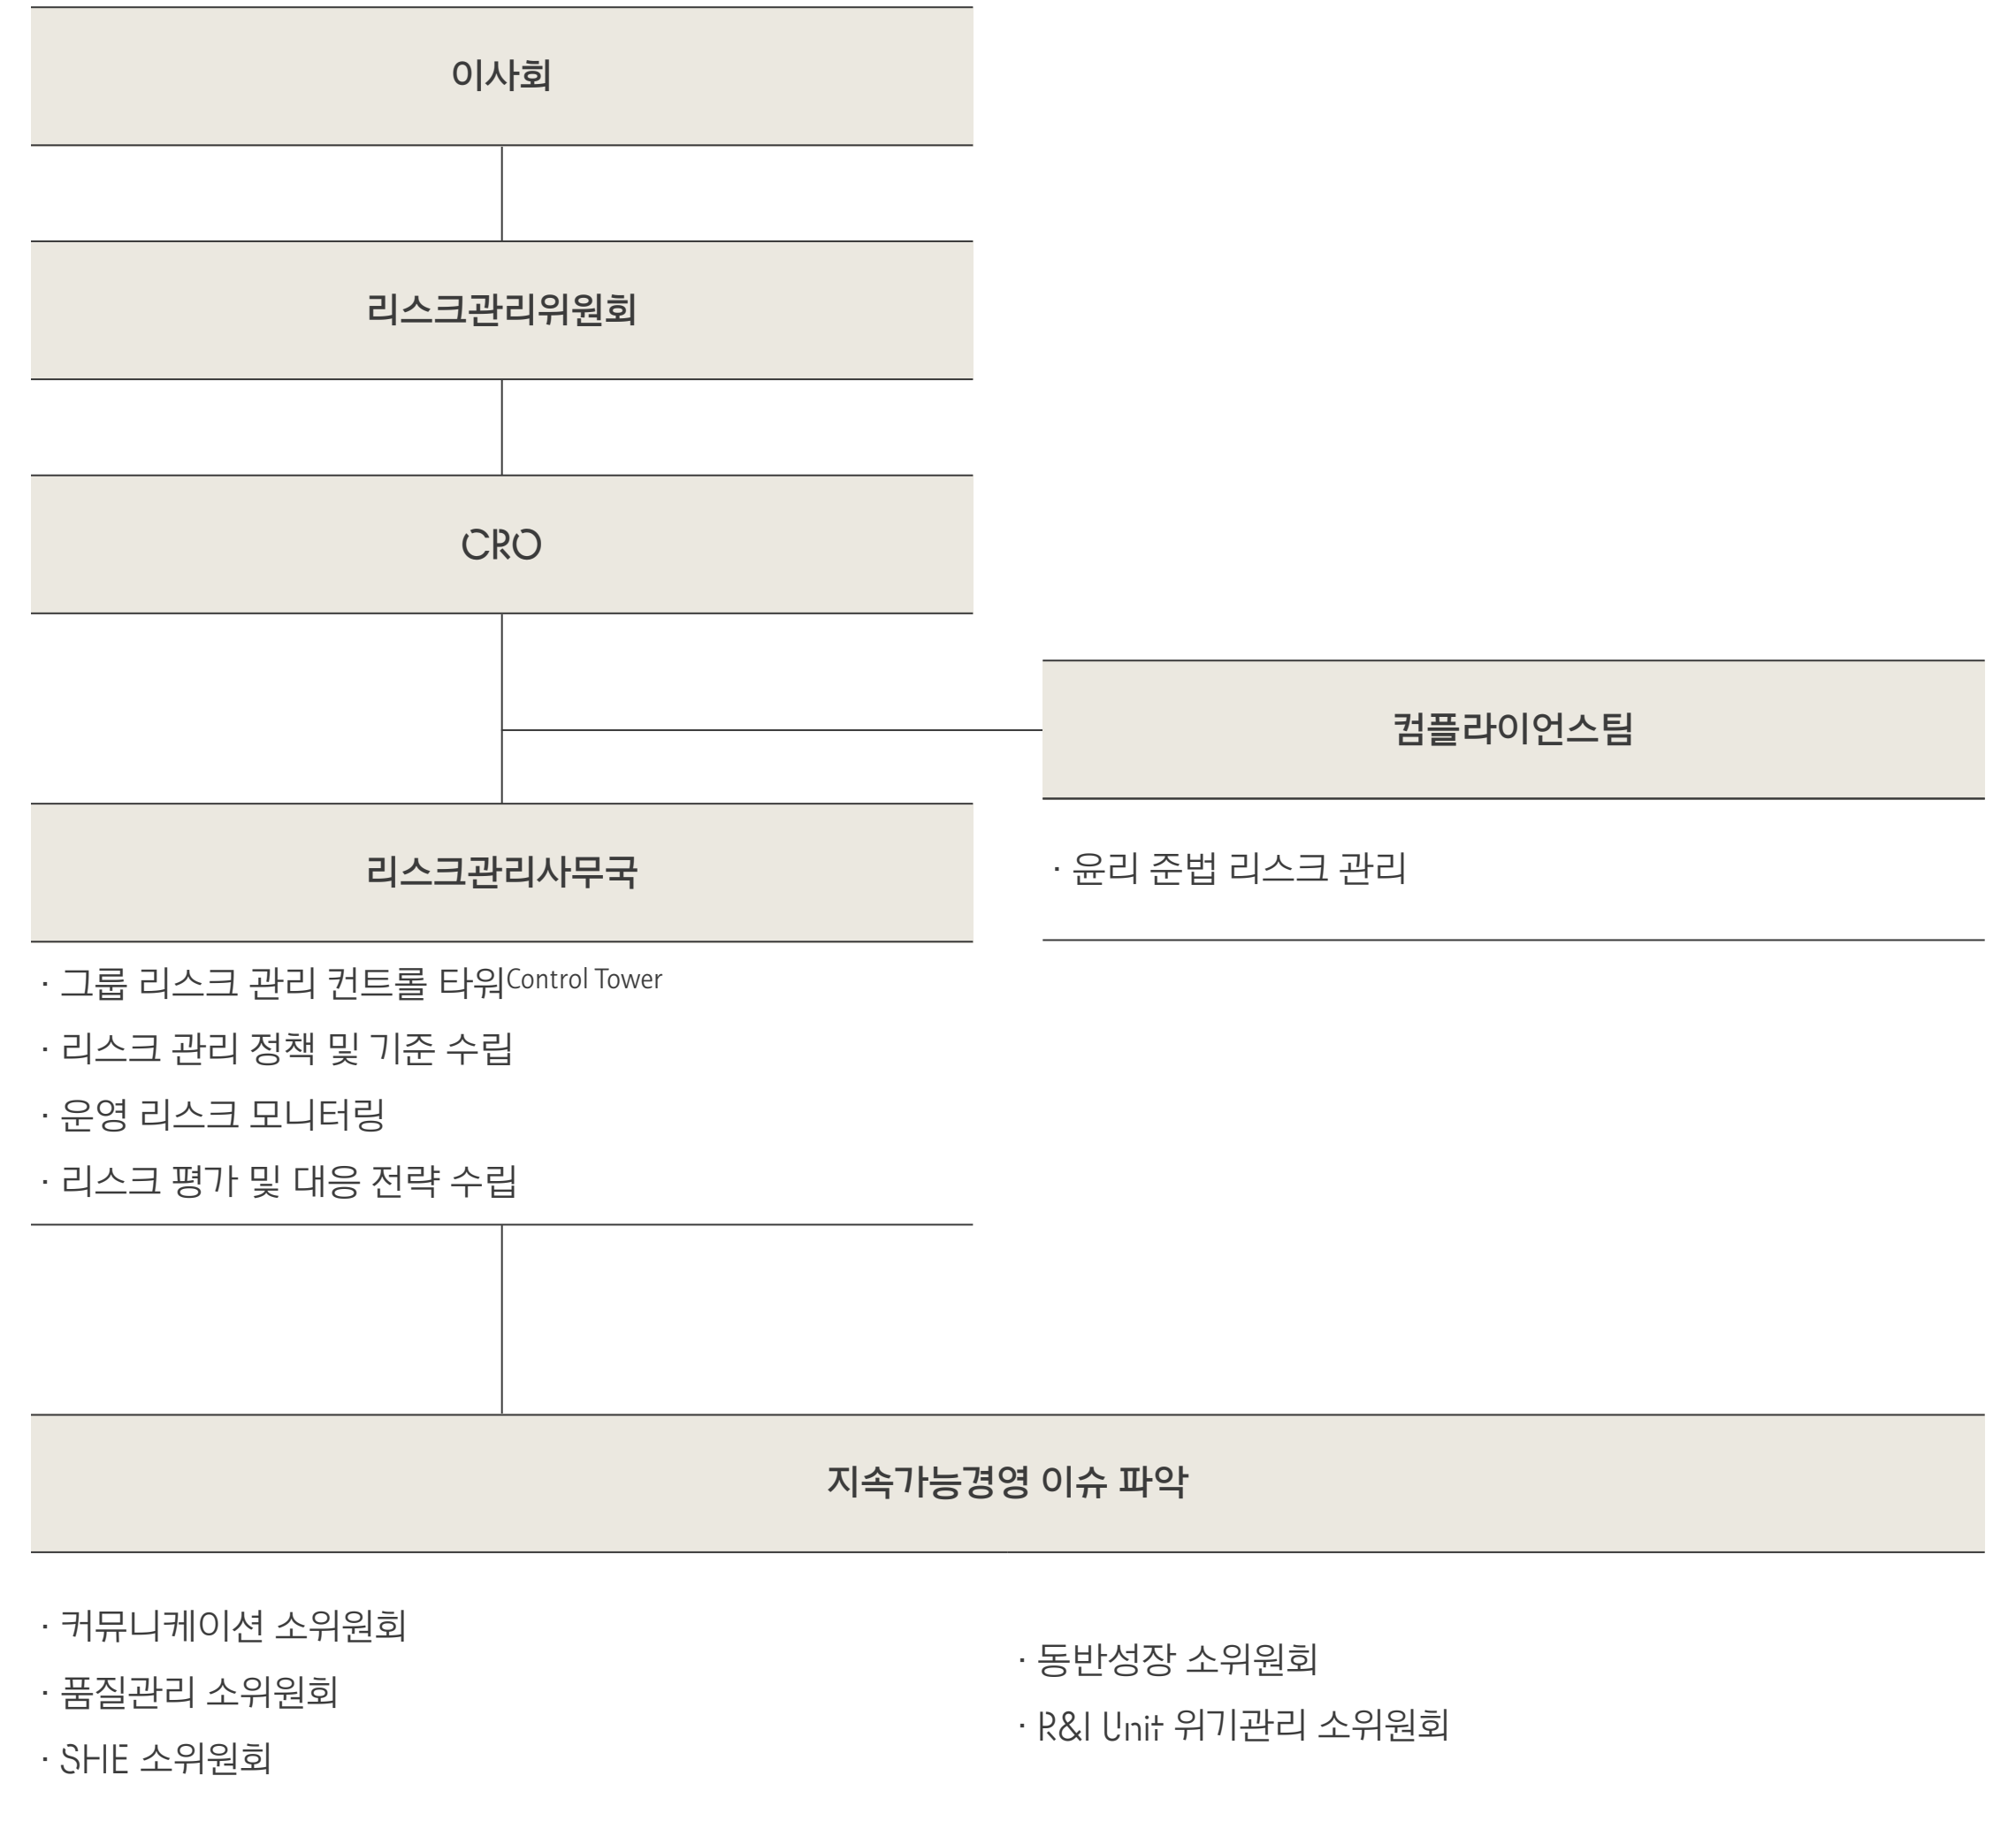 이사회
리스크관리위원회
CRO
컴플라이언스팀
· 윤리 준법 리스크 관리
리스크관리사무국
· 그룹 리스크 관리 컨트롤 타워Control Tower
· 리스크 관리 정책 및 기준 수립
· 운영 리스크 모니터링
· 리스크 평가 및 대응 전략 수립
지속가능경영 이슈 파악
· 커뮤니케이션 소위원회
· 품질관리 소위원회
· SHE 소위원회
· 동반성장 소위원회
· R&I Unit 위기관리 소위원회